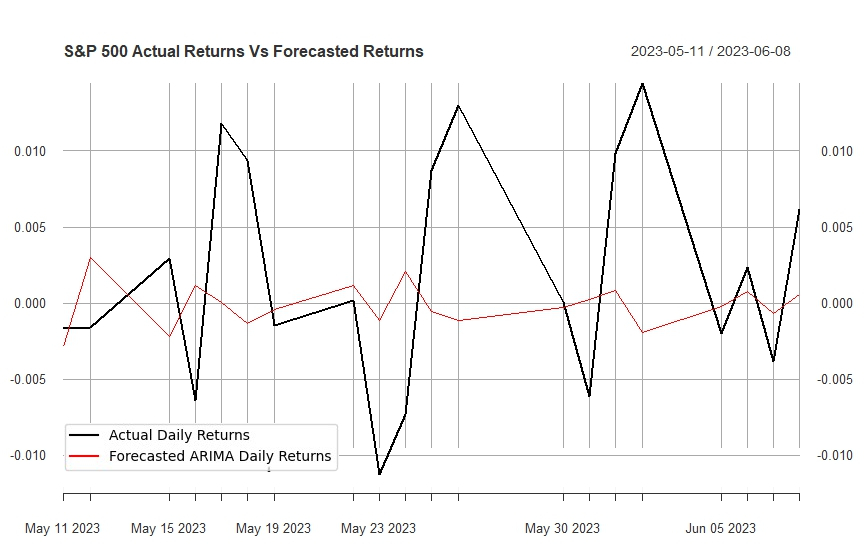 S&P 500 Actual Returns Vs Forecasted Returns 2023-05-11 / 2023-06-08
0.010 0.010
0.005 0.005
0.000 0.000
-0.005 -0.005
-0.010 -0.010
Actual Daily Returns
Forecasted ARIMA Daily Returns
May 11 2023 May 15 2023 May 19 2023 May 23 2023 May 30 2023 Jun 05 2023